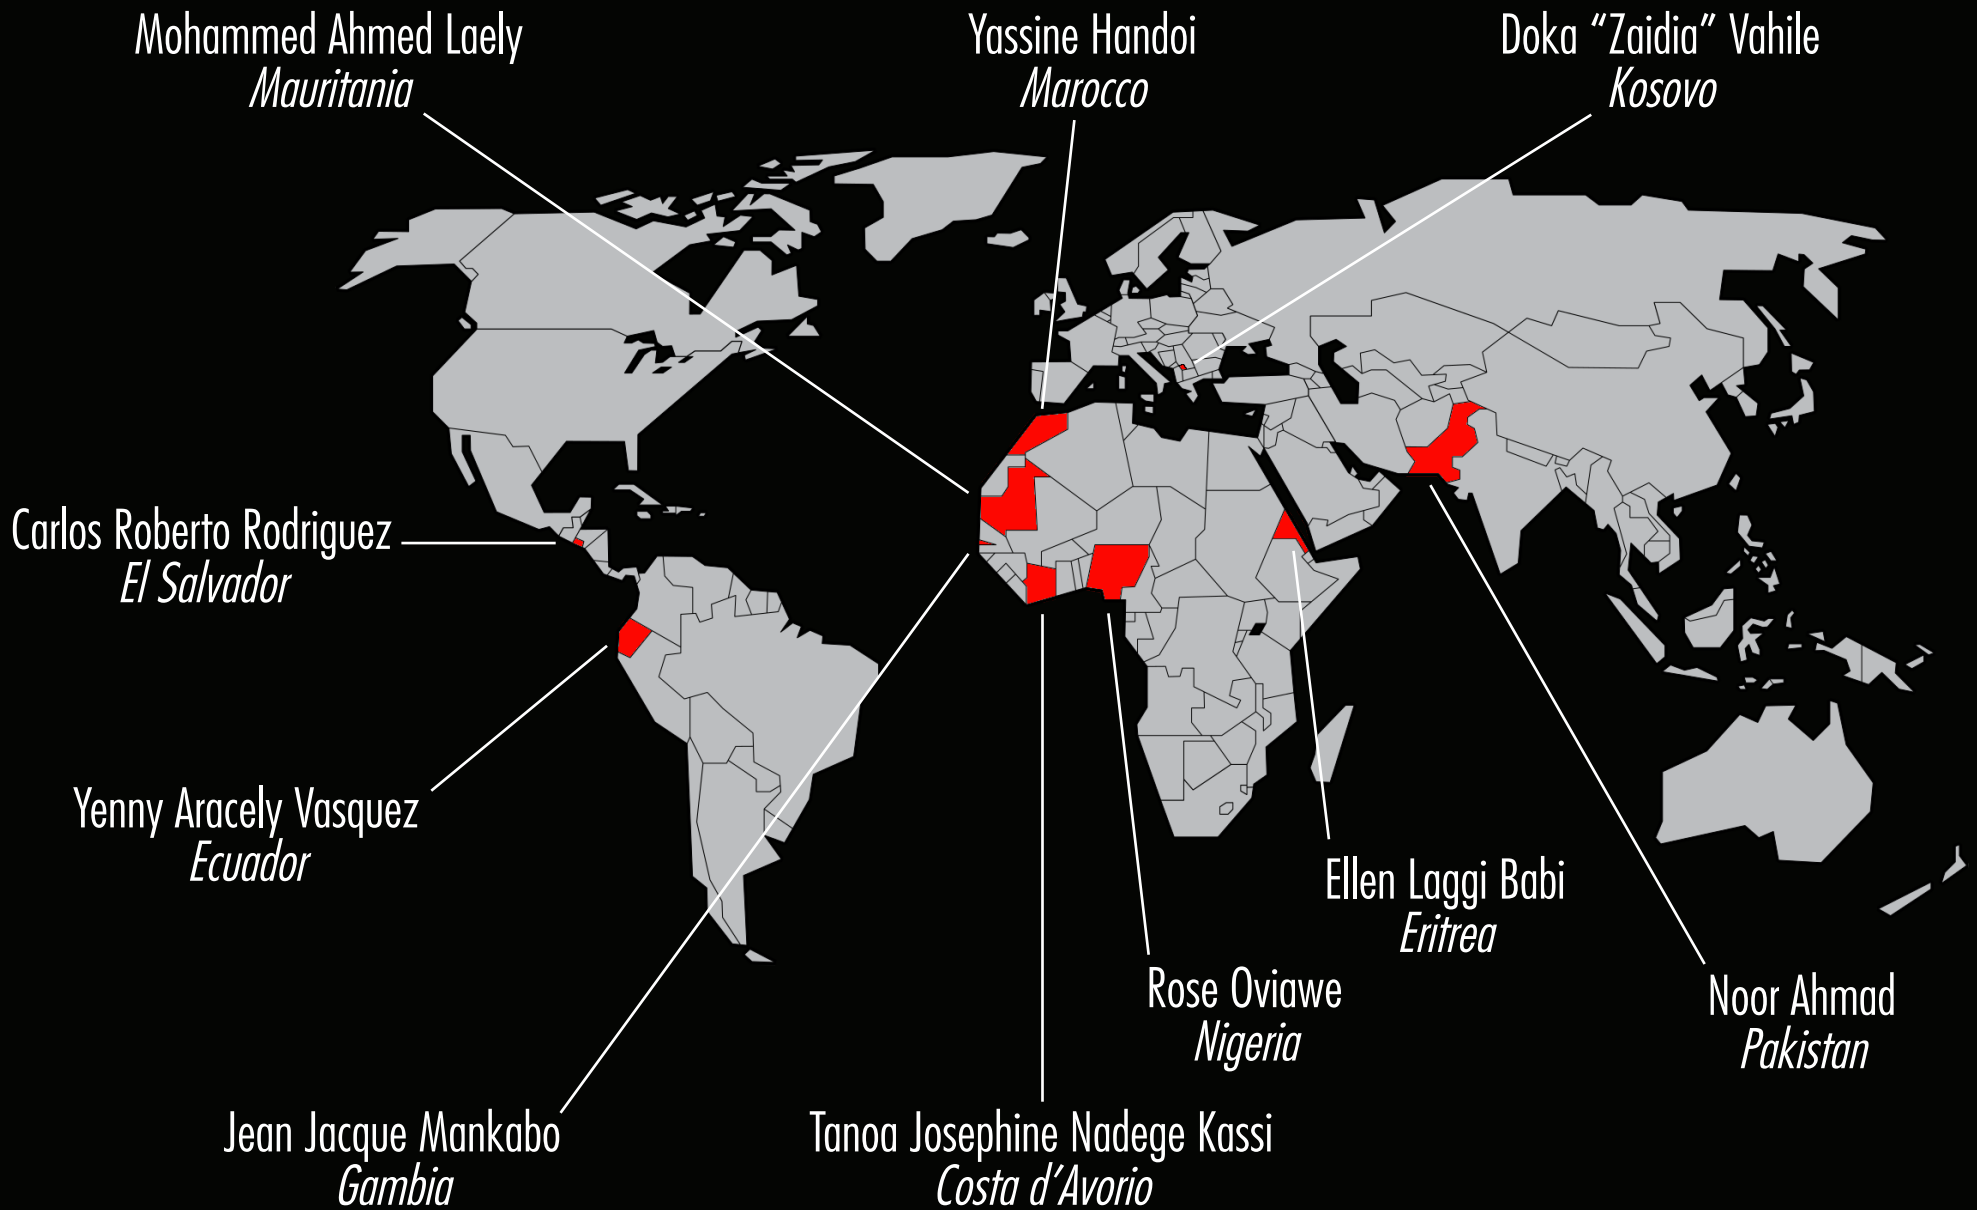 Mohammed Ahmed Laely
Mauritania
Yassine Handoi
Marocco
Doka “Zaidia” Vahile
Kosovo
Carlos Roberto Rodriguez
El Salvador
Yenny Aracely Vasquez
Ecuador
Ellen Laggi Babi
Eritrea
Rose Oviawe
Nigeria
Noor Ahmad
Pakistan
Jean Jacque Mankabo
Gambia
Tanoa Josephine Nadege Kassi
Costa d’Avorio